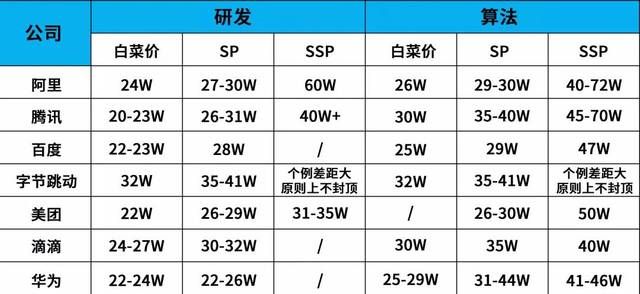 公司 研发 算法
白菜价 SP SSP 白菜价 SP SSP
阿里 24W 27-30W 60W 26W 29-30W 40-72W
腾讯 20-23W 26-31W 40W+ 30W 35-40W 45-70W
百度 22-23W 28W / 25W 29W 47W
字节跳动 32W 35-41W 个例差距大 原则上不封顶 32W 35-41W 个例差距大 原则上不封顶
美团 22W 26-29W 31-35W / 26-30W 50W
滴滴 24-27W 30-32W / 30W 35W 40W
华为 22-24W 22-26W / 25-29W 31-44W 41-46W